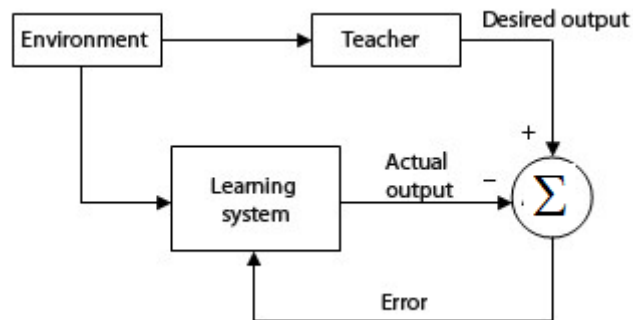 Desired output
Environment
Teacher
+
Actual
output
−
Learning
system
Σ
Error